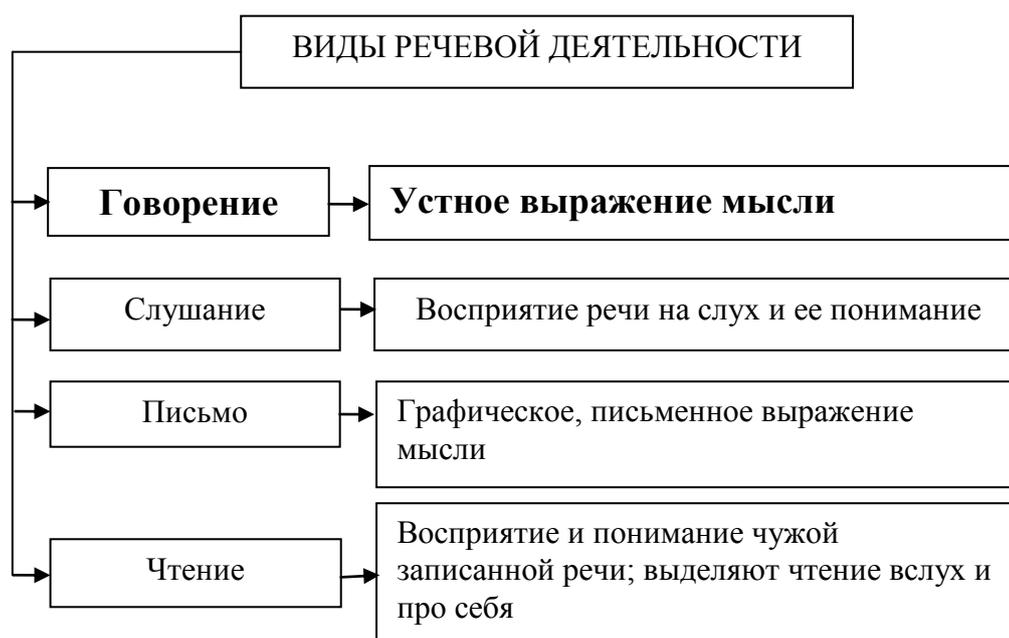 ВИДЫ РЕЧЕВОЙ ДЕЯТЕЛЬНОСТИ
Говорение
Устное выражение мысли
Слушание
Восприятие речи на слух и ее понимание
Письмо
Графическое, письменное выражение
мысли
Чтение
Восприятие и понимание чужой
записанной речи; выделяют чтение вслух и
про себя